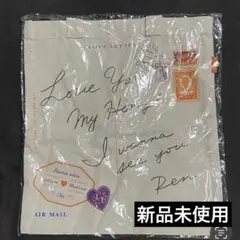 LOVE LETTER
Love You
My Honey
I wanna
see you
Ren
AIR MAIL
新品未使用